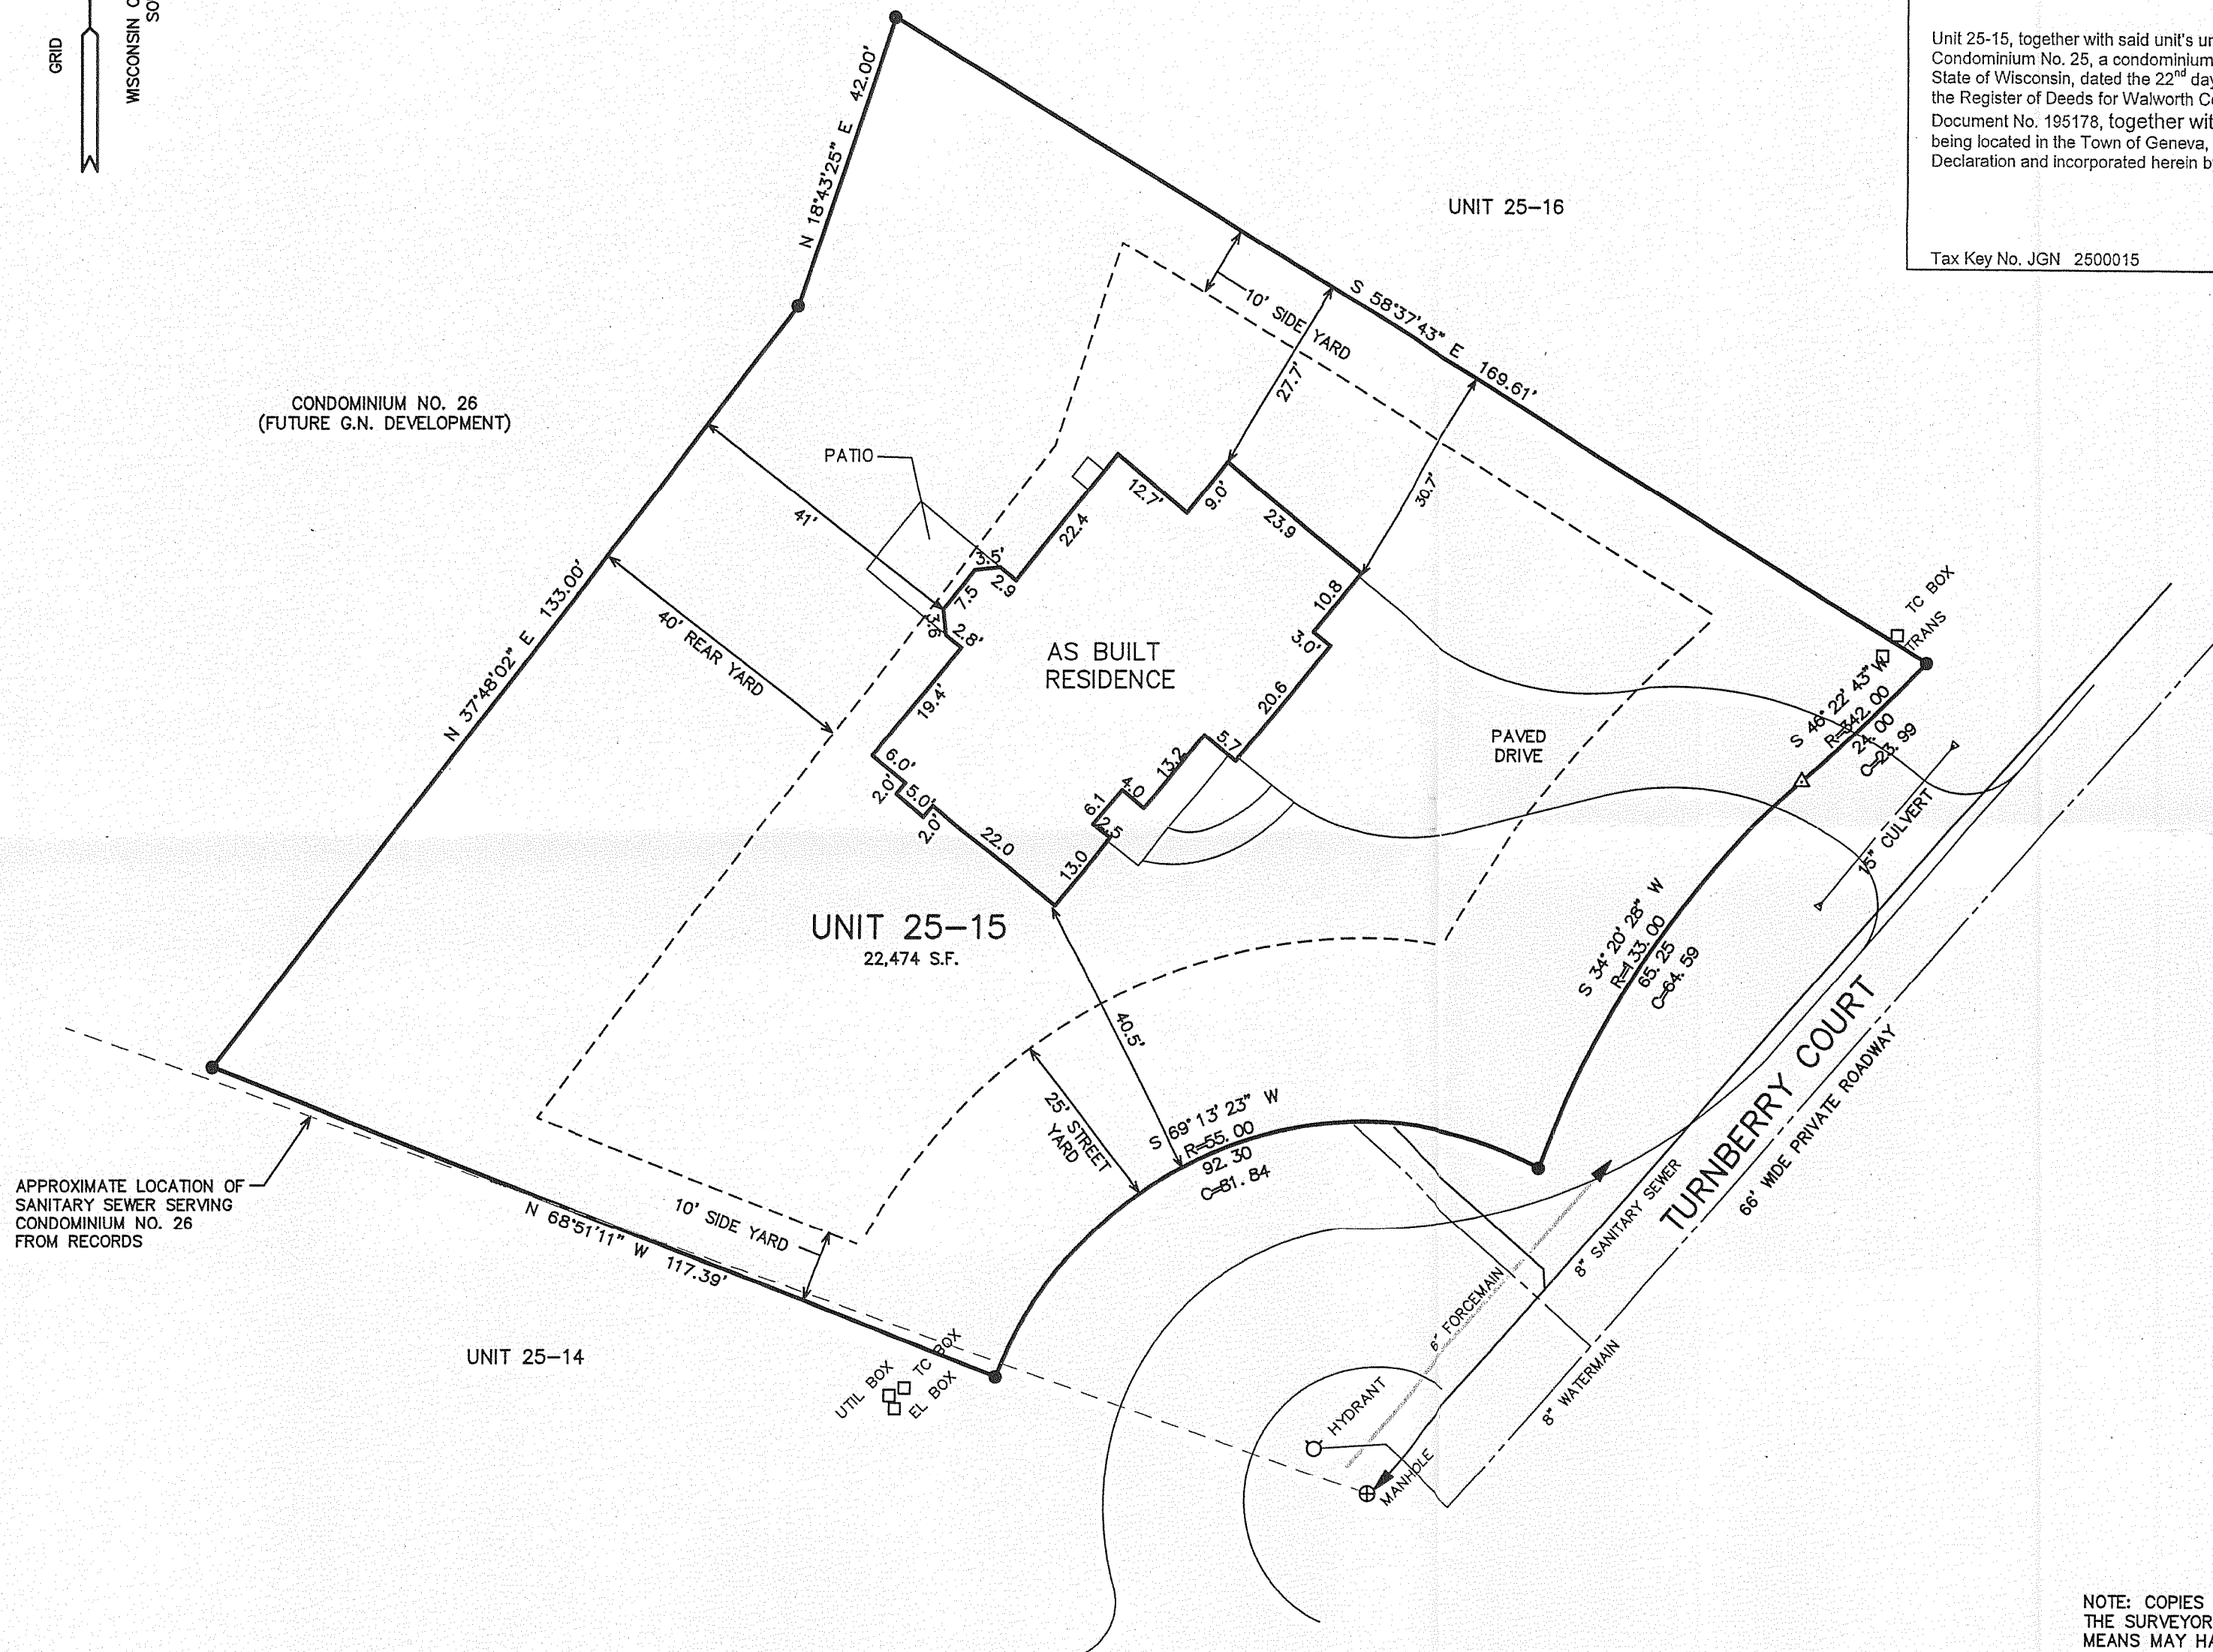 GRID
WISCONSIN
Unit 25-15, together with said unit's
Condominium No. 25, a condominium
State of Wisconsin, dated the 22nd day
the Register of Deeds for Walworth
Document No. 195178, together
being located in the Town of Geneva,
Declaration and incorporated herein
Tax Key No. JGN 2500015
N 18°43'25" E 42.00'
UNIT 25-16
10' SIDE YARD
S 58°37'43" E 169.61'
27.7'
30.7'
CONDOMINIUM NO. 26
(FUTURE G.N. DEVELOPMENT)
PATIO
41'
N 37°48'02" E 133.00'
40' REAR YARD
12.7'
9.0'
23.9
22.4
3.5'
2.9
7.5
3.6
2.8'
10.8
3.0'
AS BUILT
RESIDENCE
19.4'
20.6
6.0'
2.0'
5.0'
2.0'
22.0
5.7
13.2
4.0
6.1
2.5
13.0
PAVED
DRIVE
TC BOX
TRANS
S 46° 22' 43" W
R=342.00
24.00
C=23.99
15" CULVERT
UNIT 25-15
22,474 S.F.
S 34° 20' 28" W
R=133.00
65.25
C=64.59
40.5'
25' STREET
YARD
S 69° 13' 23" W
R=55.00
92.30
C=81.84
TURNBERRY COURT
66' WIDE PRIVATE ROADWAY
APPROXIMATE LOCATION OF
SANITARY SEWER SERVING
CONDOMINIUM NO. 26
FROM RECORDS
10' SIDE YARD
N 68°51'11" W 117.39'
8" SANITARY SEWER
6" FORCEMAIN
8" WATERMAIN
UNIT 25-14
UTIL BOX
TC BOX
EL BOX
HYDRANT
MANHOLE
NOTE: COPIES
THE SURVEYOR
MEANS MAY